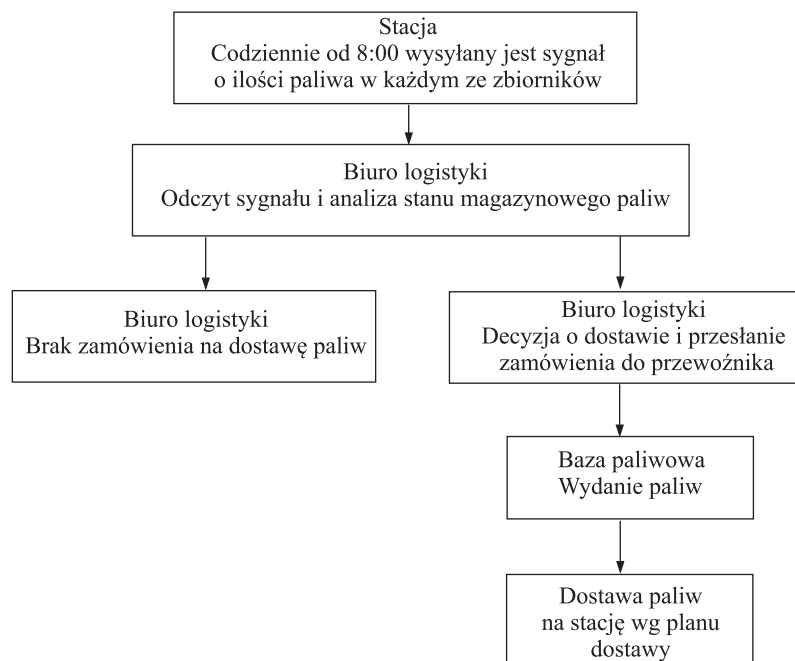 Stacja
Codziennie od 8:00 wysyłany jest sygnał
o ilości paliwa w każdym ze zbiorników
Biuro logistyki
Odczyt sygnału i analiza stanu magazynowego paliw
Biuro logistyki
Brak zamówienia na dostawę paliw
Biuro logistyki
Decyzja o dostawie i przesłanie
zamówienia do przewoźnika
Baza paliwowa
Wydanie paliw
Dostawa paliw
na stację wg planu
dostawy